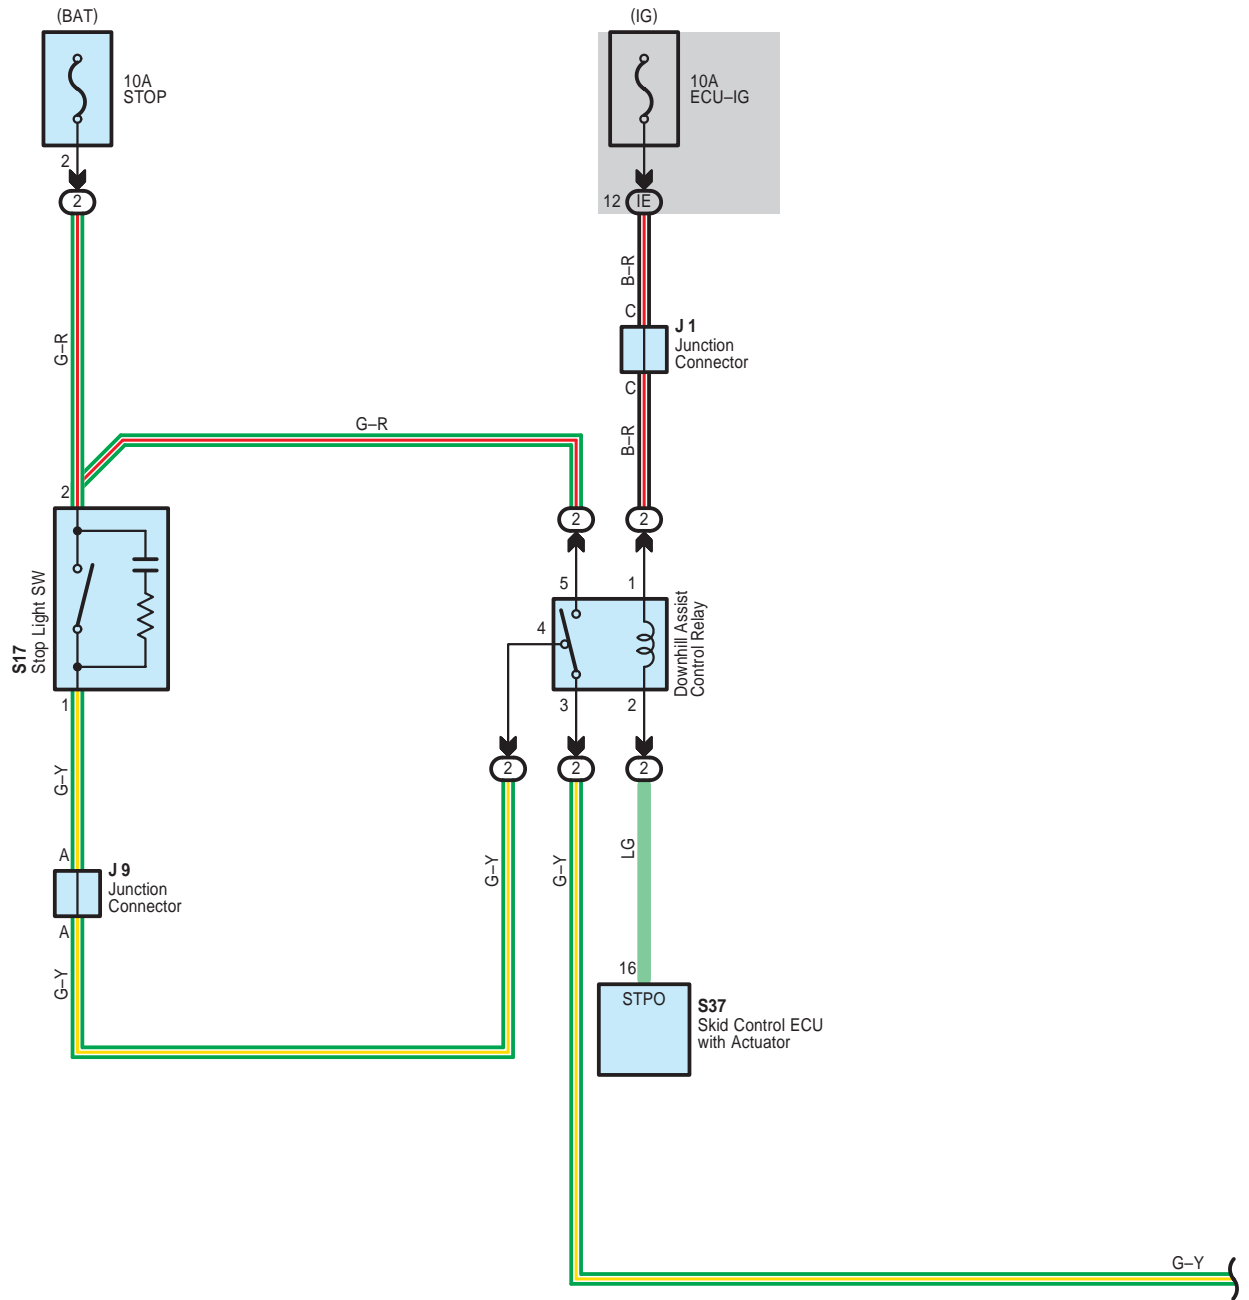 (BAT)
(IG)
10A
STOP
10A
ECU–IG
2
2
12
IE
G–R
B–R
C
J 1
Junction
Connector
C
G–R
B–R
2
2
2
S17
Stop Light SW
5
1
4
Downhill Assist
Control Relay
1
3
2
2
2
2
G–Y
A
J 9
Junction
Connector
A
G–Y
G–Y
G–Y
LG
16
STPO
S37
Skid Control ECU
with Actuator
G–Y